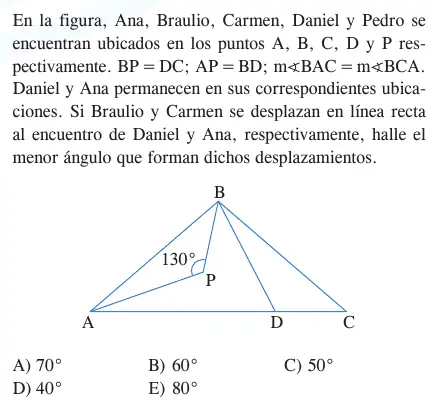 En la figura, Ana, Braulio, Carmen, Daniel y Pedro se
encuentran ubicados en los puntos A, B, C, D y P res-
pectivamente. BP = DC; AP = BD; m∢BAC = m∢BCA.
Daniel y Ana permanecen en sus correspondientes ubica-
ciones. Si Braulio y Carmen se desplazan en línea recta
al encuentro de Daniel y Ana, respectivamente, halle el
menor ángulo que forman dichos desplazamientos.
B
130°
P
A D C
A) 70° B) 60° C) 50°
D) 40° E) 80°